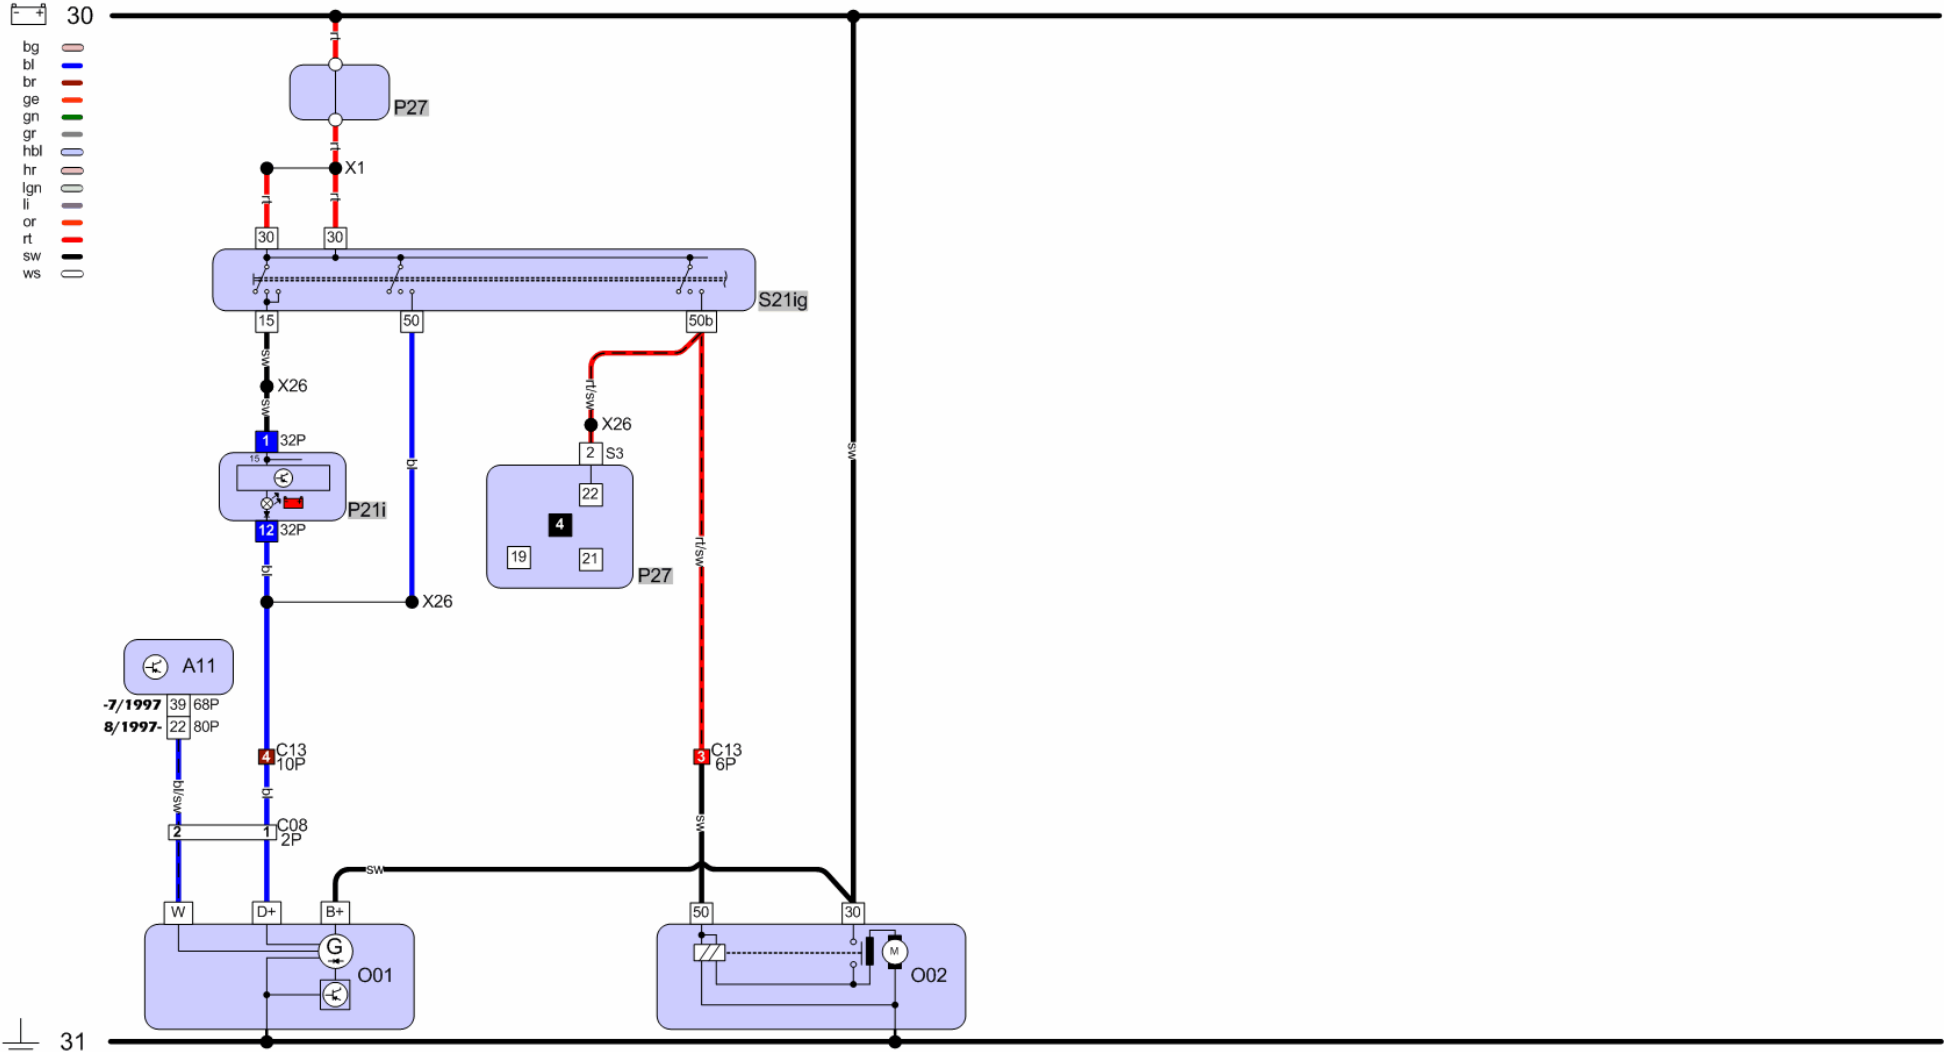 - +
30
bg
bl
br
ge
gn
gr
hbl
hr
lgn
li
or
rt
sw
ws
rt
P27
rt
X1
rt
rt
30
30
S21ig
15
50
50b
sw
X26
sw
1
32P
15
P21i
12
32P
bl
bl
X26
rt/sw
X26
2
S3
22
4
19
21
P27
rt/sw
sw
A11
-7/1997
39
68P
8/1997-
22
80P
4
C13
10P
3
C13
6P
bl/sw
bl
2
1
C08
2P
sw
sw
W
D+
B+
50
30
G
O01
M
O02
31